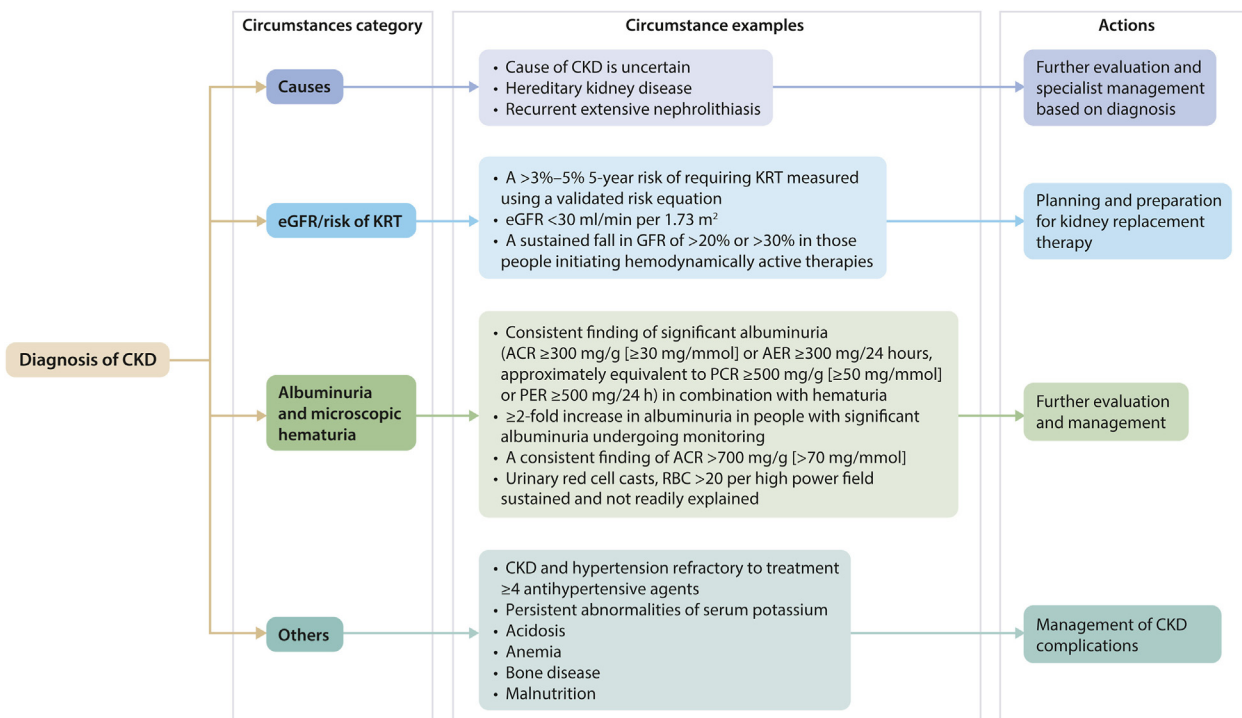 Circumstances category
Circumstance examples
Actions
Diagnosis of CKD
Causes
• Cause of CKD is uncertain
• Hereditary kidney disease
• Recurrent extensive nephrolithiasis
Further evaluation and
specialist management
based on diagnosis
eGFR/risk of KRT
• A >3%–5% 5-year risk of requiring KRT measured
using a validated risk equation
• eGFR <30 ml/min per 1.73 m²
• A sustained fall in GFR of >20% or >30% in those
people initiating hemodynamically active therapies
Planning and preparation
for kidney replacement
therapy
Albuminuria
and microscopic
hematuria
• Consistent finding of significant albuminuria
(ACR ≥300 mg/g [≥30 mg/mmol] or AER ≥300 mg/24 hours,
approximately equivalent to PCR ≥500 mg/g [≥50 mg/mmol]
or PER ≥500 mg/24 h) in combination with hematuria
• ≥2-fold increase in albuminuria in people with significant
albuminuria undergoing monitoring
• A consistent finding of ACR >700 mg/g [>70 mg/mmol]
• Urinary red cell casts, RBC >20 per high power field
sustained and not readily explained
Further evaluation
and management
Others
• CKD and hypertension refractory to treatment
≥4 antihypertensive agents
• Persistent abnormalities of serum potassium
• Acidosis
• Anemia
• Bone disease
• Malnutrition
Management of CKD
complications